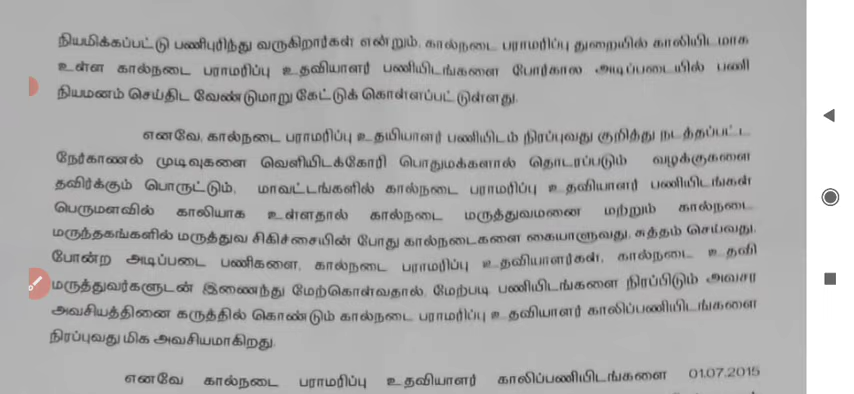 நியமிக்கப்பட்டு பணிபுரிந்து வருகிறார்கள் என்றும், கால்நடை பராமரிப்பு துறையில் காலியிடமாக
உள்ள கால்நடை பராமரிப்பு உதவியாளர் பணியிடங்களை போர்கால அடிப்படையில் பணி
நியமனம் செய்திட வேண்டுமாறு கேட்டுக் கொள்ளப்பட்டுள்ளது.
எனவே, கால்நடை பராமரிப்பு உதயியாளர் பணியிடம் நிரப்புவது குறித்து நடத்தப்பட்ட
நேர்காணல் முடிவுகளை வெளியிடக்கோரி பொதுமக்களால் தொடரப்படும் வழக்குகளை
தவிர்க்கும் பொருட்டும், மாவட்டங்களில் கால்நடை பராமரிப்பு உதவியாளர் பணியிடங்கள்
பெருமளவில் காலியாக உள்ளதால் கால்நடை மருத்துவமனை மற்றும் கால்நடை
மருந்தகங்களில் மருத்துவ சிகிச்சையின் போது கால்நடைகளை கையாளுவது, சுத்தம் செய்வது,
போன்ற அடிப்படை பணிகளை, கால்நடை பராமரிப்பு உதவியாளர்கள், கால்நடை உதவி
மருத்துவர்களுடன் இணைந்து மேற்கொள்வதால், மேற்படி பணியிடங்களை நிரப்பிடும் அவசர
அவசியத்தினை கருத்தில் கொண்டும் கால்நடை பராமரிப்பு உதவியாளர் காலிப்பணியிடங்களை
நிரப்புவது மிக அவசியமாகிறது.
எனவே கால்நடை பராமரிப்பு உதவியாளர் காலிப்பணியிடங்களை 01.07.2015